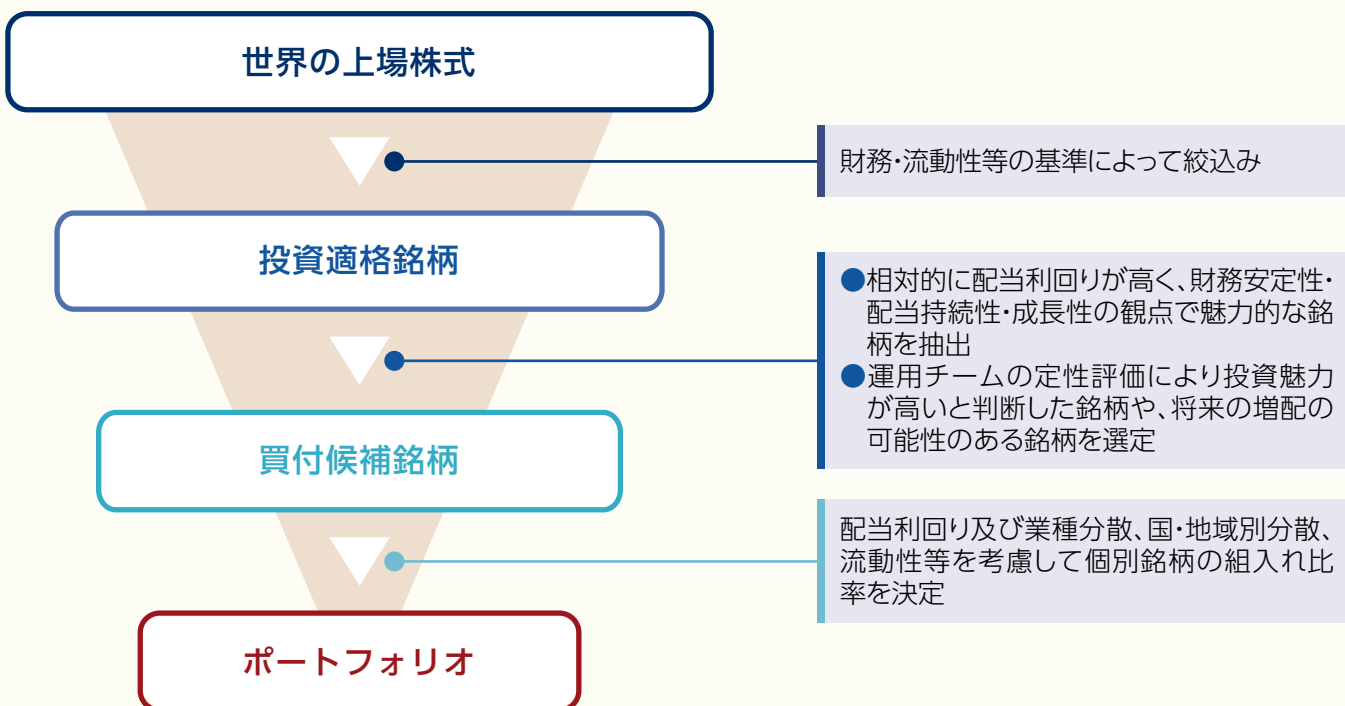 世界の上場株式
財務・流動性等の基準によって絞込み
投資適格銘柄
●相対的に配当利回りが高く、財務安定性・
配当持続性・成長性の観点で魅力的な銘
柄を抽出
●運用チームの定性評価により投資魅力
が高いと判断した銘柄や、将来の増配の
可能性のある銘柄を選定
買付候補銘柄
配当利回り及び業種分散、国・地域別分散、
流動性等を考慮して個別銘柄の組入れ比
率を決定
ポートフォリオ